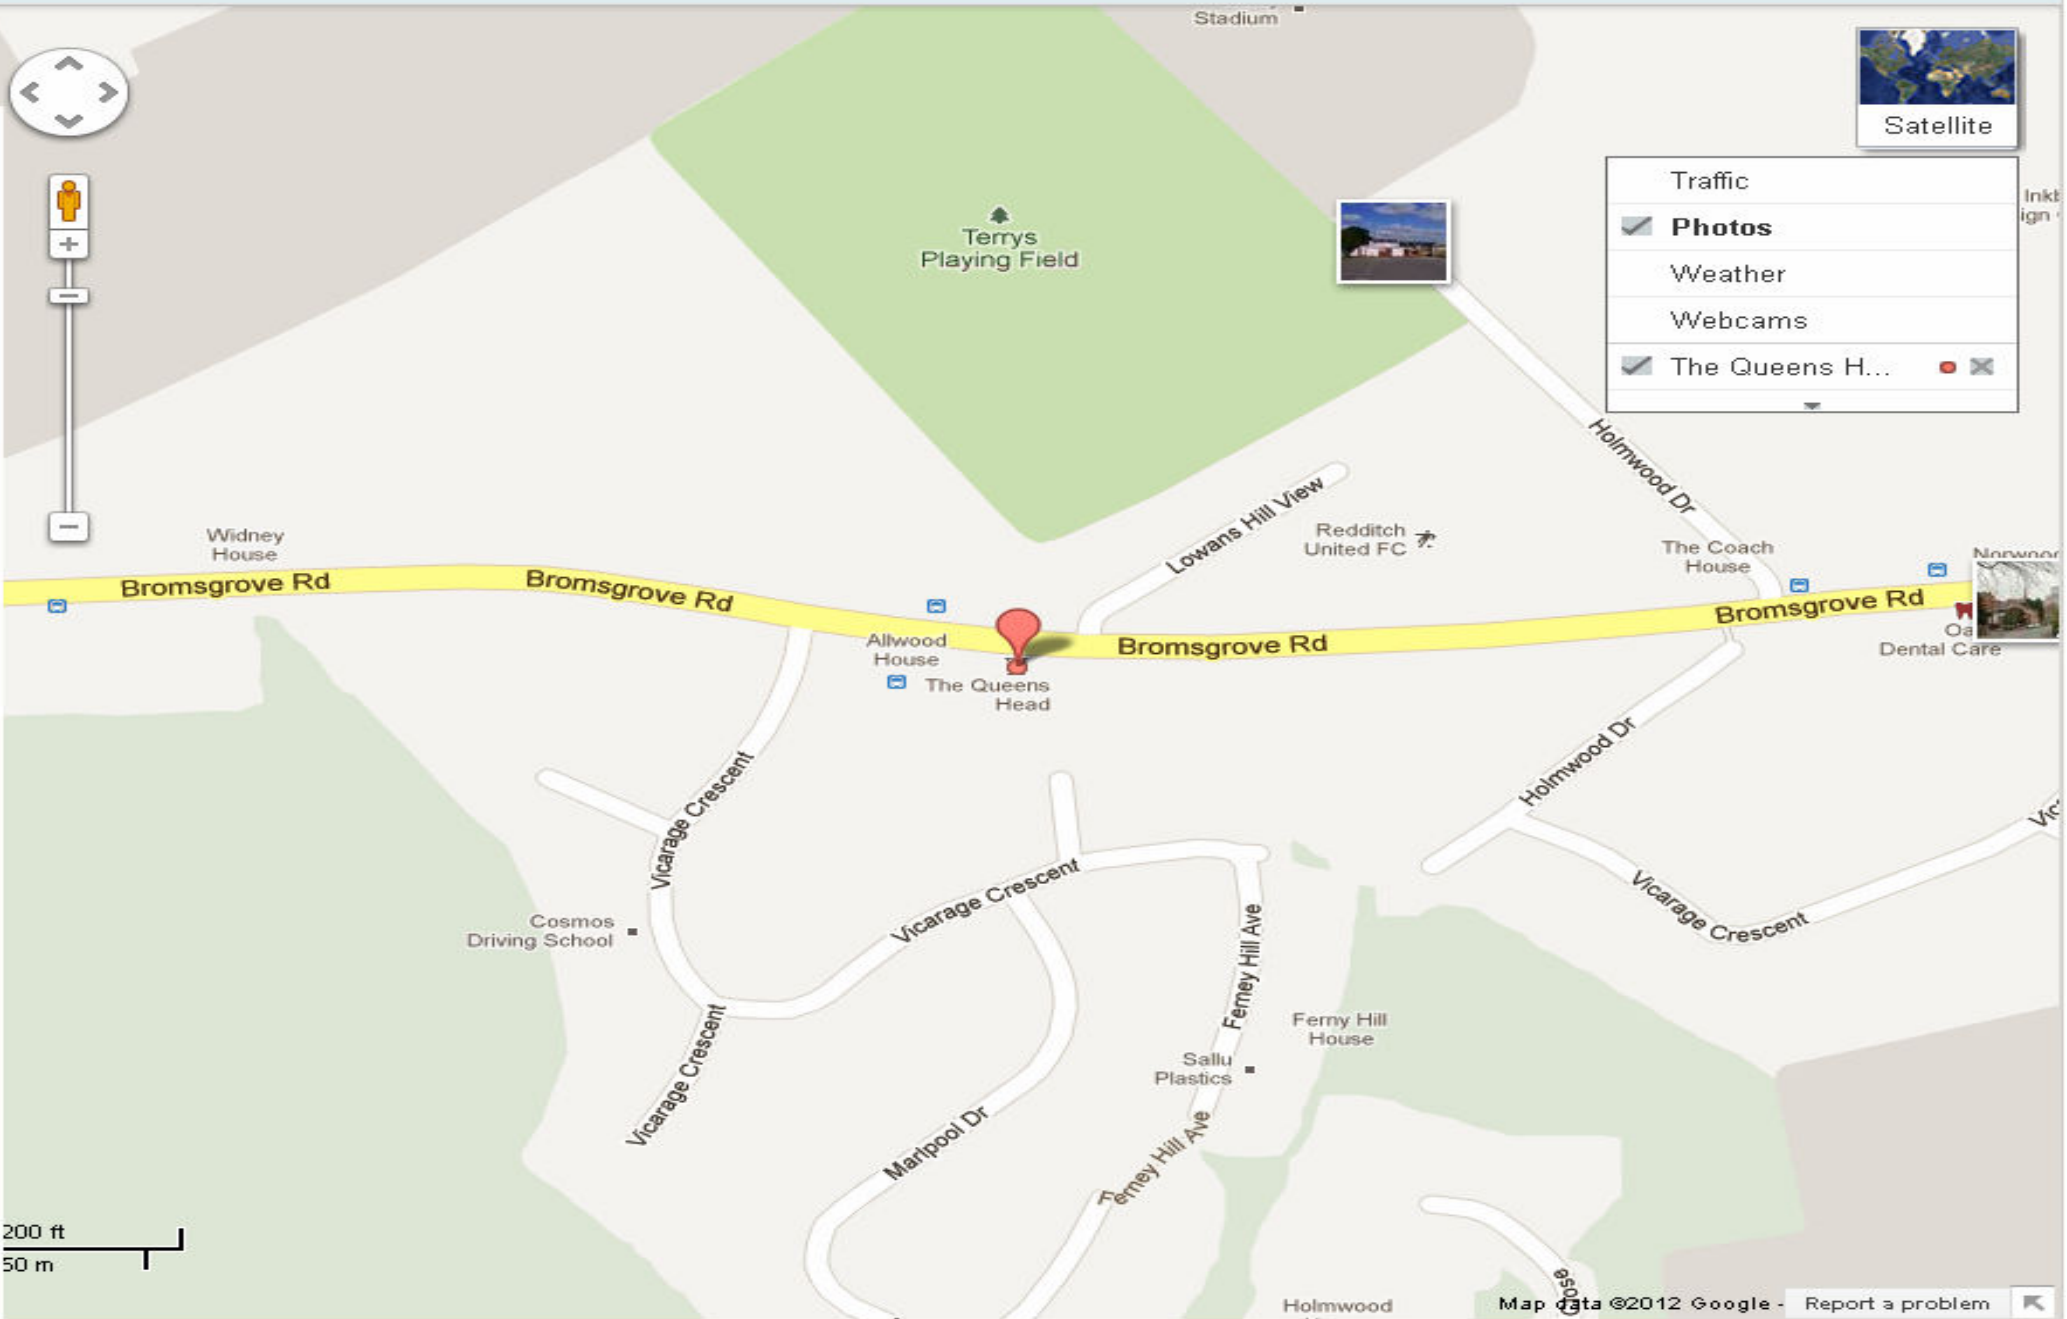 Stadium
Satellite
Traffic
Photos
Weather
Webcams
The Queens H...
Terrys
Playing Field
Holmwood Dr
Lowans Hill View
Redditch
United FC
The Coach
House
Widney
House
Bromsgrove Rd
Bromsgrove Rd
Bromsgrove Rd
Bromsgrove Rd
Allwood
House
The Queens
Head
Dental Care
Holmwood Dr
Vicarage Crescent
Vicarage Crescent
Vicarage Crescent
Cosmos
Driving School
Vicarage Crescent
Ferney Hill Ave
Ferny Hill
House
Sallu
Plastics
Marlpool Dr
Ferney Hill Ave
200 ft
50 m
Holmwood
Map data ©2012 Google -
Report a problem